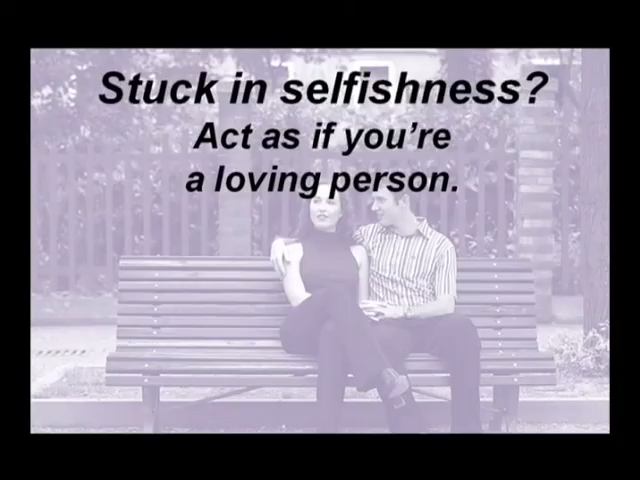 Stuck in selfishness?
Act as if you're
a loving person.